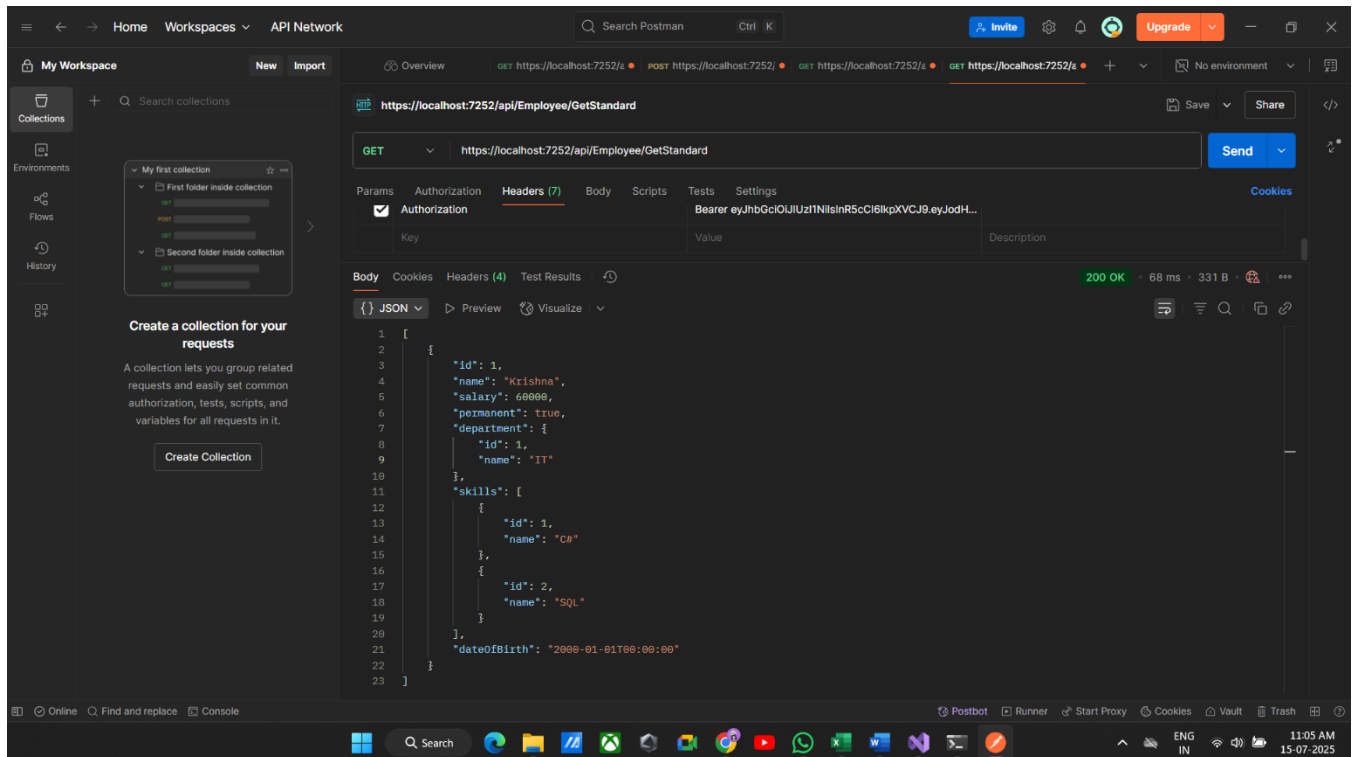 Home Workspaces API Network Search Postman Ctrl K Invite Upgrade
My Workspace New Import Overview GET https://localhost:7252/a POST https://localhost:7252/ GET https://localhost:7252/a GET https://localhost:7252/a No environment
Collections
Environments
Flows
History
Search collections
My first collection
First folder inside collection
GET
POST
GET
Second folder inside collection
GET
GET
Create a collection for your
requests
A collection lets you group related
requests and easily set common
authorization, tests, scripts, and
variables for all requests in it.
Create Collection
HTTP https://localhost:7252/api/Employee/GetStandard Save Share
GET https://localhost:7252/api/Employee/GetStandard Send
Params Authorization Headers (7) Body Scripts Tests Settings Cookies
Authorization Bearer eyJhbGciOiJIUzI1NiIsInR5cCI6IkpXVCJ9.eyJodH...
Key Value Description
Body Cookies Headers (4) Test Results 200 OK 68 ms 331 B
{} JSON Preview Visualize
1 [
2 {
3 "id": 1,
4 "name": "Krishna",
5 "salary": 60000,
6 "permanent": true,
7 "department": {
8 "id": 1,
9 "name": "IT"
10 },
11 "skills": [
12 {
13 "id": 1,
14 "name": "C#"
15 },
16 {
17 "id": 2,
18 "name": "SQL"
19 }
20 ],
21 "dateOfBirth": "2000-01-01T00:00:00"
22 }
23 ]
Online Find and replace Console Postbot Runner Start Proxy Cookies Vault Trash
Search ENG 11:05 AM
IN 15-07-2025